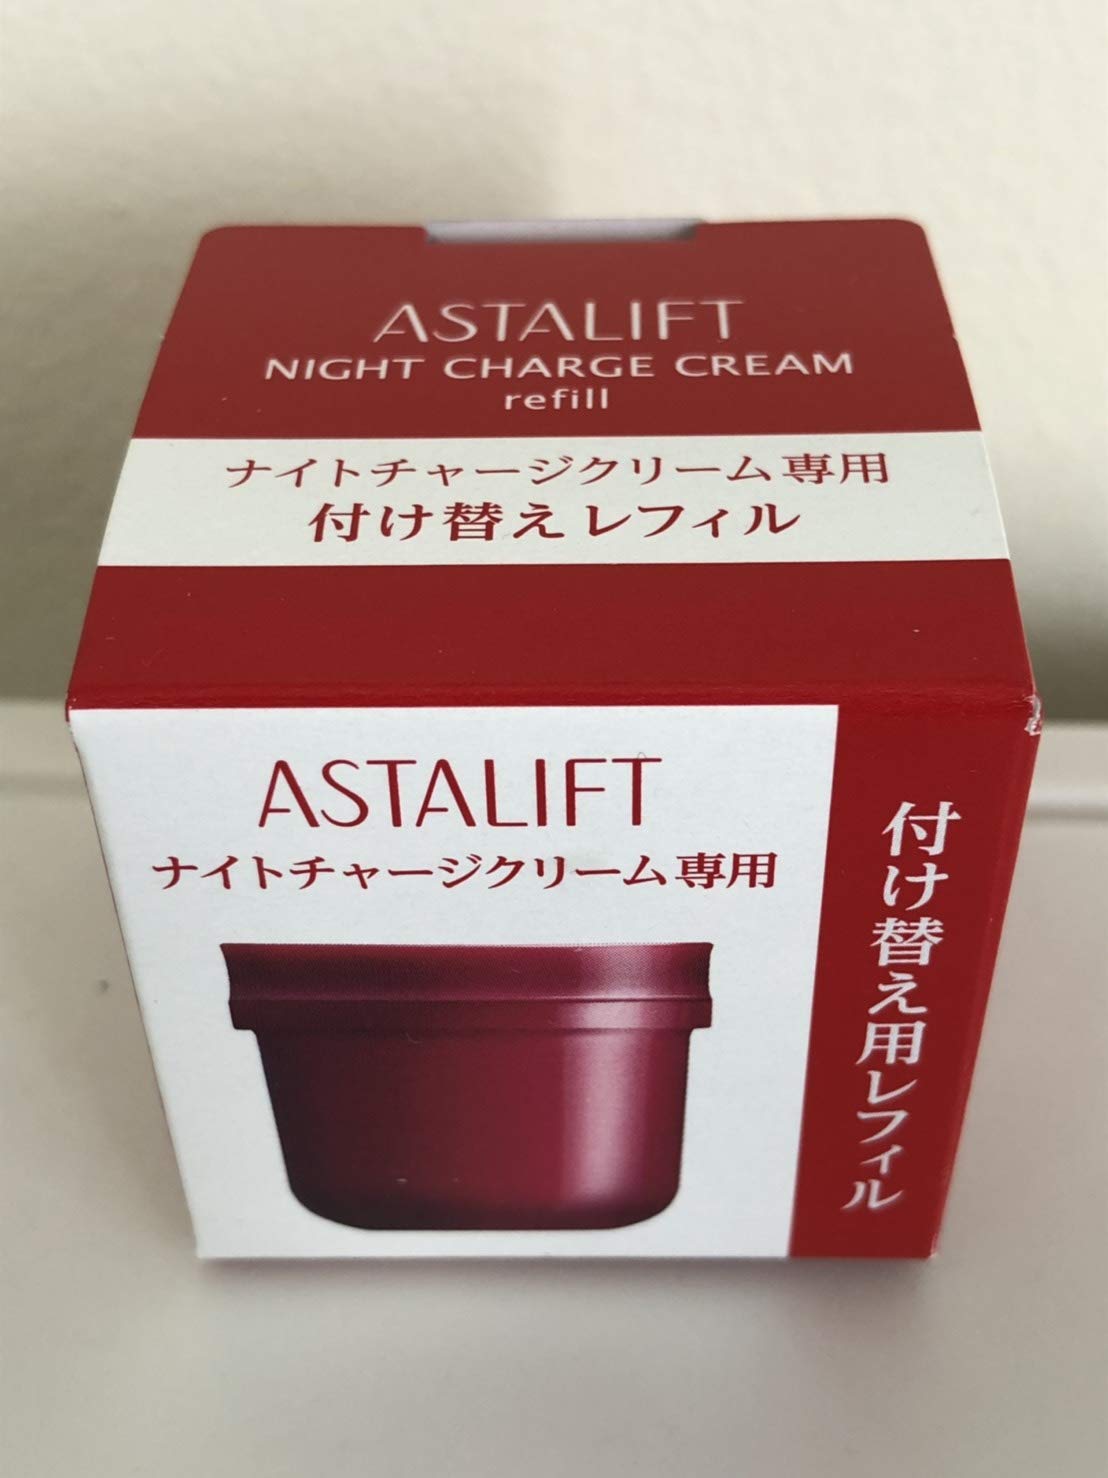 ASTALIFT
NIGHT CHARGE CREAM
refill
ナイトチャージクリーム専用
付け替えレフィル
ASTALIFT
ナイトチャージクリーム専用
付け替え用レフィル